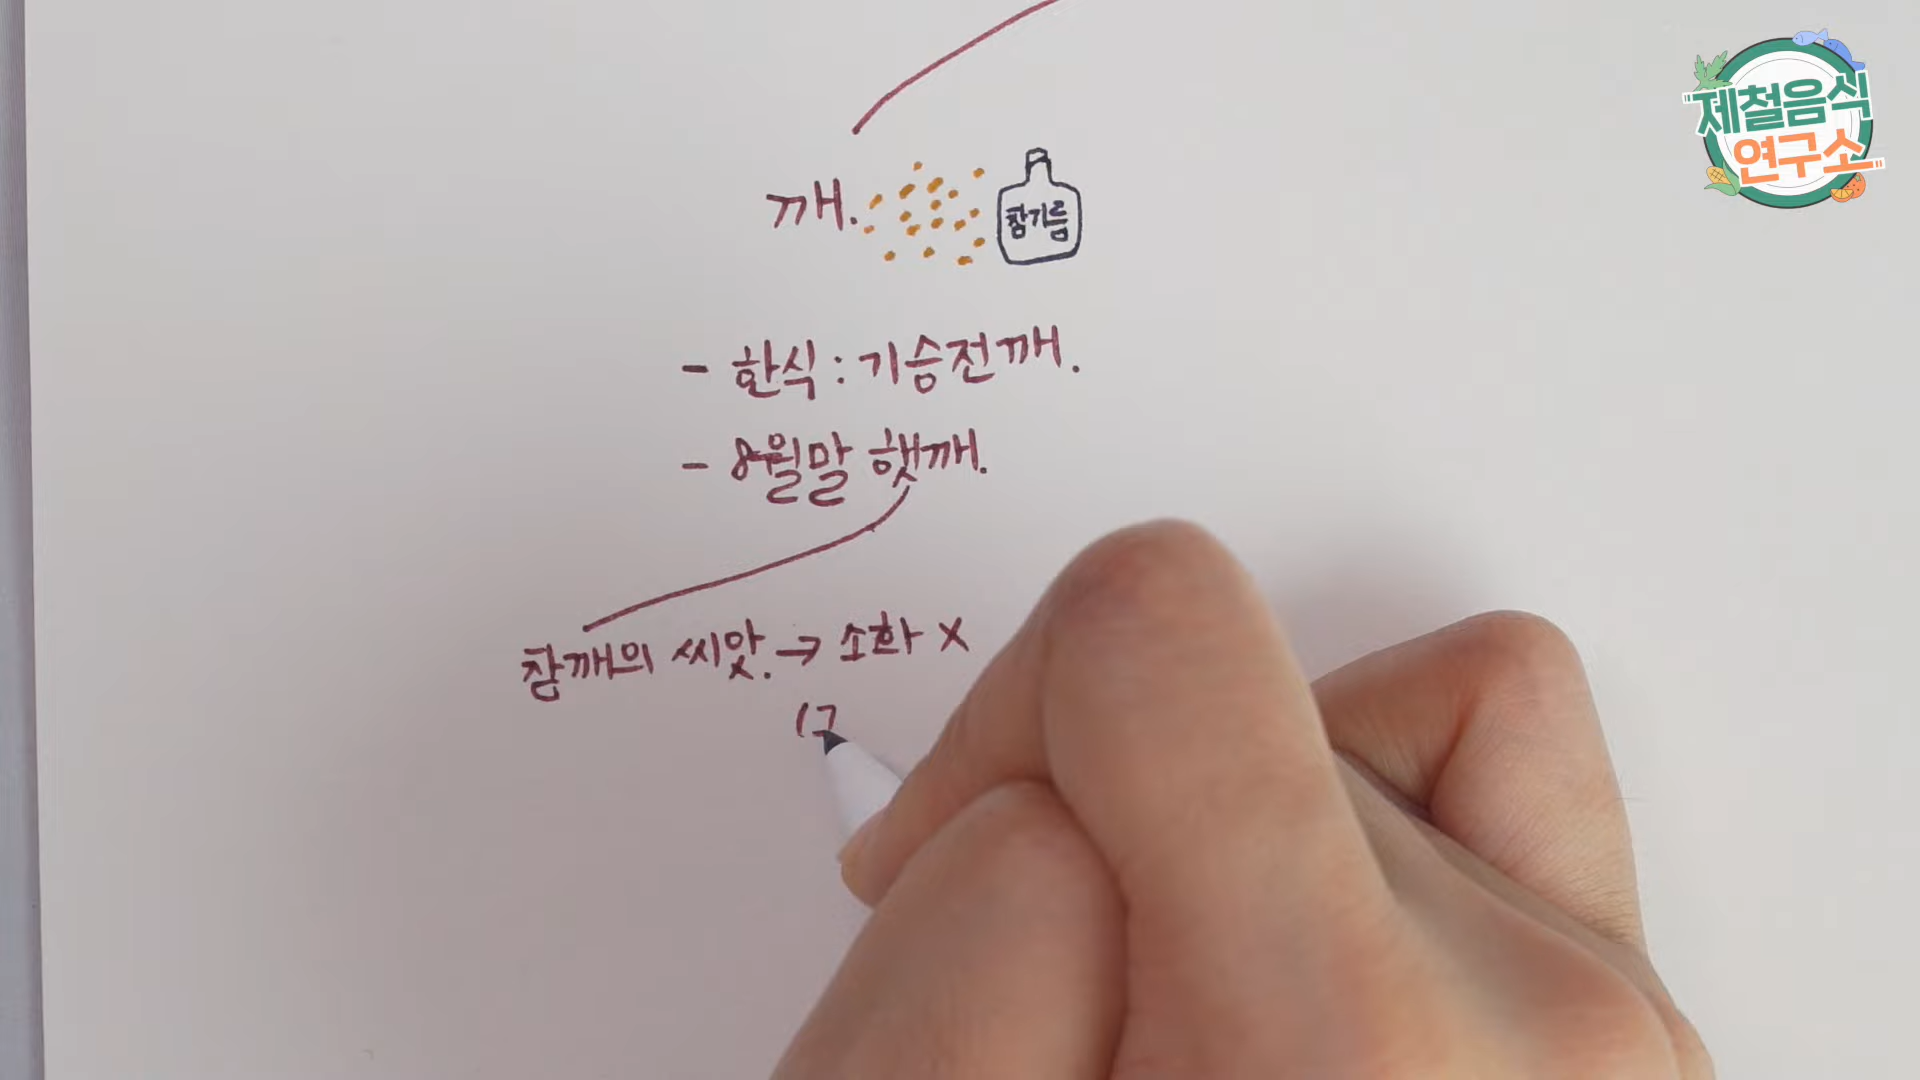 "제철음식
연구소"
깨.
참기름
- 한식 : 기승전깨.
- 8월말 햇깨.
참깨의 씨앗. → 소화 X